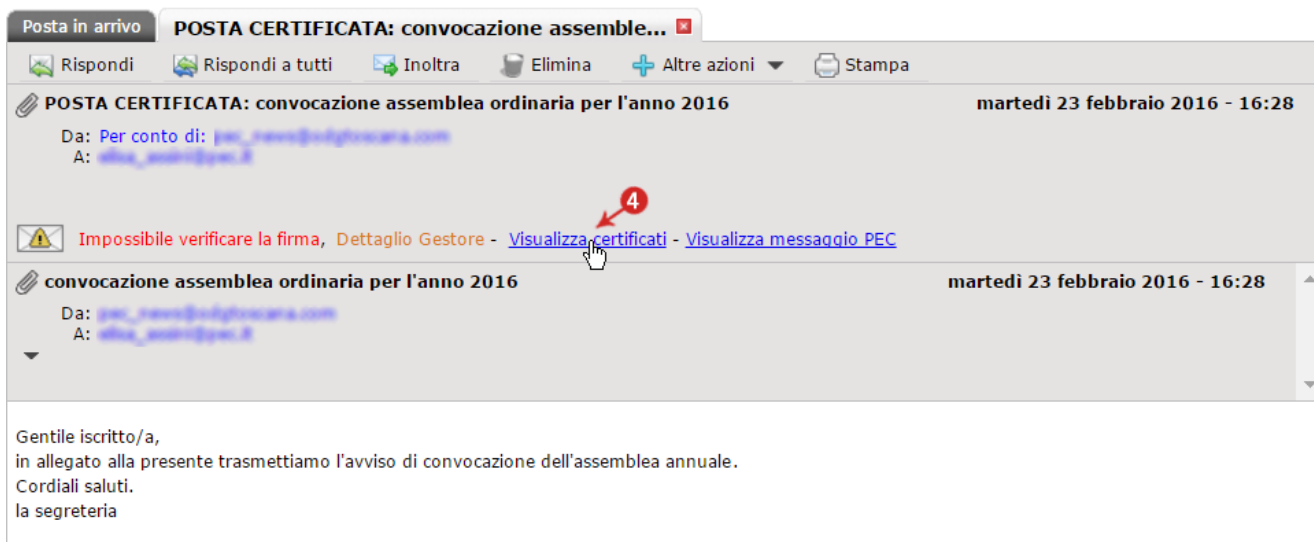 Posta in arrivo POSTA CERTIFICATA: convocazione assemble...
Rispondi Rispondi a tutti Inoltra Elimina Altre azioni Stampa
POSTA CERTIFICATA: convocazione assemblea ordinaria per l'anno 2016 martedì 23 febbraio 2016 - 16:28
Da: Per conto di:
A:
4
Impossibile verificare la firma, Dettaglio Gestore - Visualizza certificati - Visualizza messaggio PEC
convocazione assemblea ordinaria per l'anno 2016 martedì 23 febbraio 2016 - 16:28
Da:
A:
Gentile iscritto/a,
in allegato alla presente trasmettiamo l'avviso di convocazione dell'assemblea annuale.
Cordiali saluti.
la segreteria